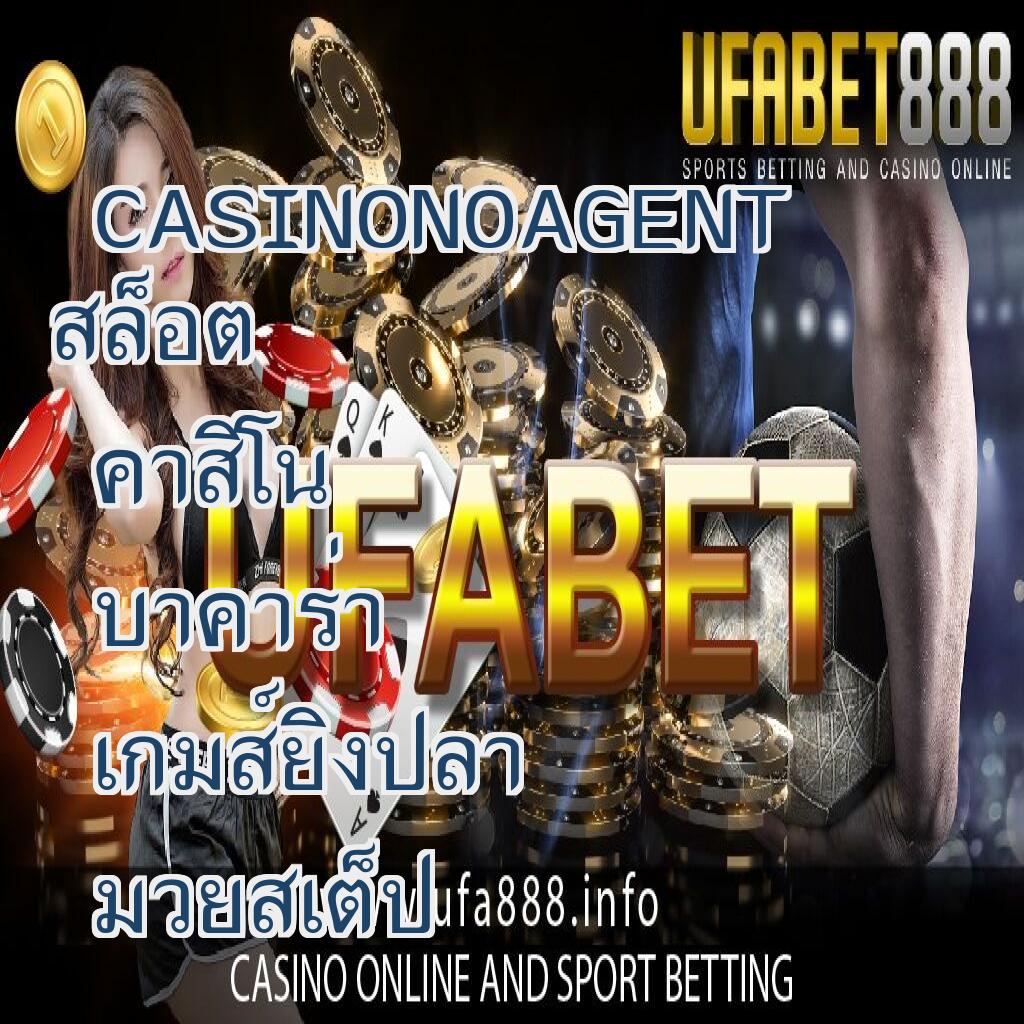 UFABET888
SPORTS BETTING AND CASINO ONLINE
CASINONOAGENT
สล็อต
คาสิโน
บาคาร่า
UFABET
เกมส์ยิงปลา
มวยสเต็ป
ufa888.info
CASINO ONLINE AND SPORT BETTING
Q
K
A
1